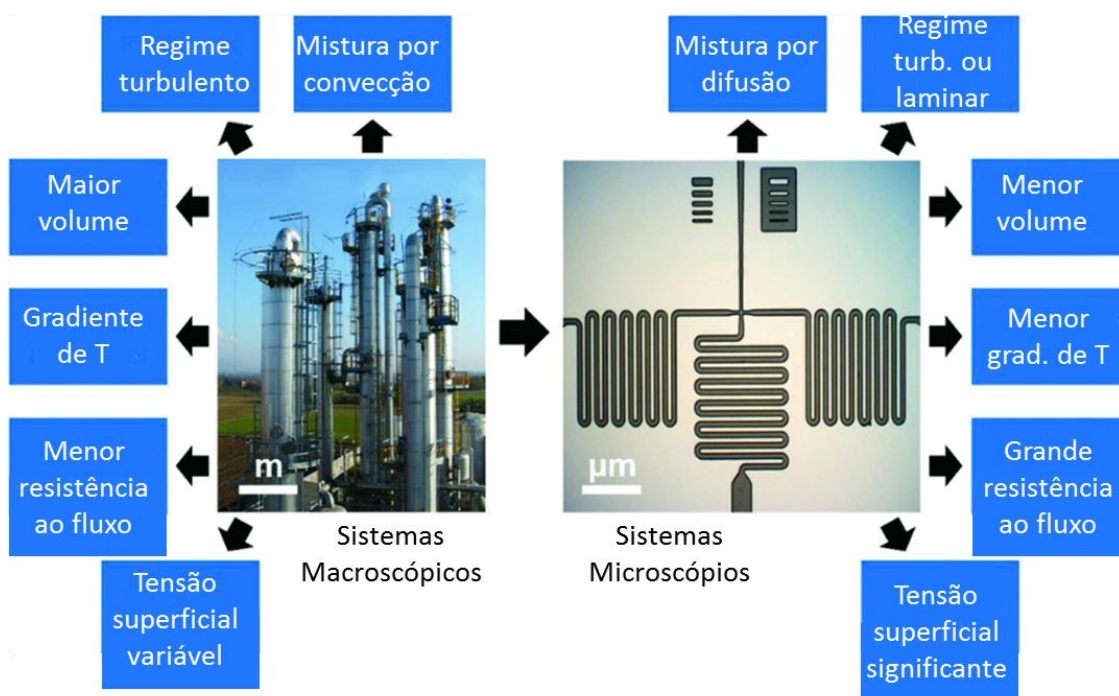 Regime
turbulento
Mistura por
convecção
Mistura por
difusão
Regime
turb. ou
laminar
Maior
volume
Menor
volume
Gradiente
de T
Menor
grad. de T
Menor
resistência
ao fluxo
Grande
resistência
ao fluxo
m
µm
Sistemas
Macroscópicos
Sistemas
Microscópios
Tensão
superficial
variável
Tensão
superficial
significante